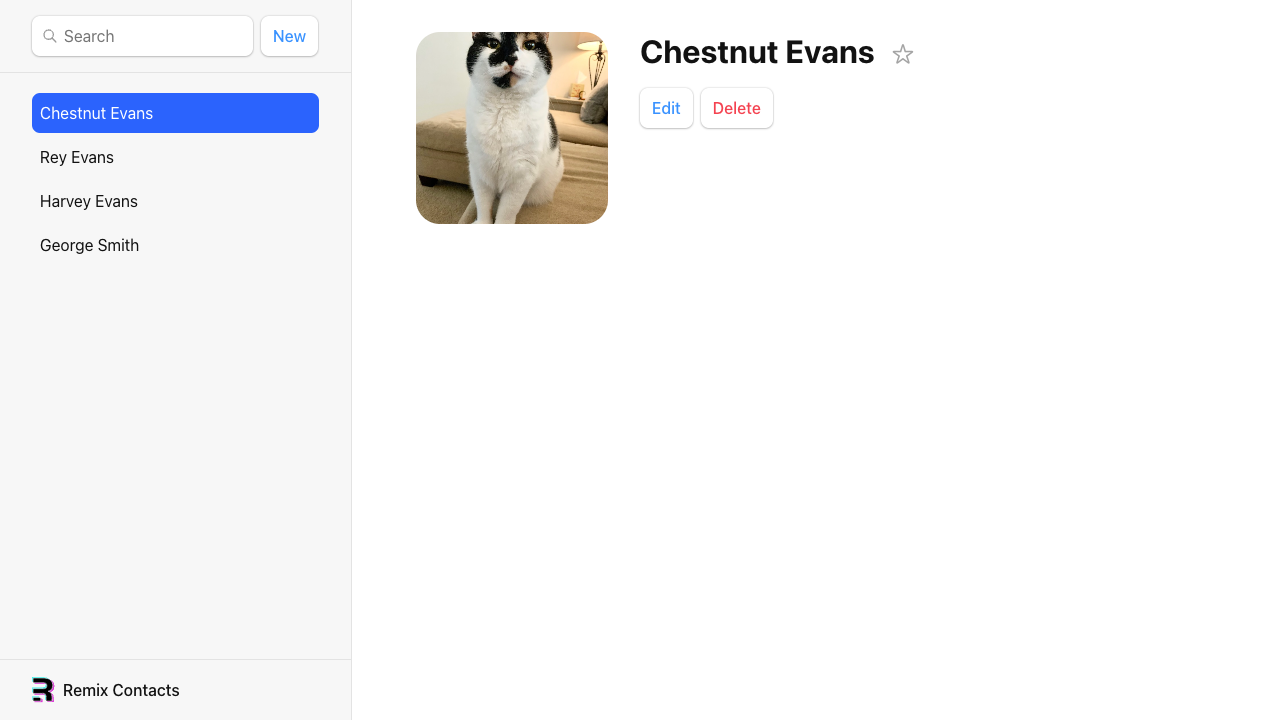 Search
New
Chestnut Evans
Rey Evans
Harvey Evans
George Smith
Remix Contacts
Chestnut Evans
Edit
Delete